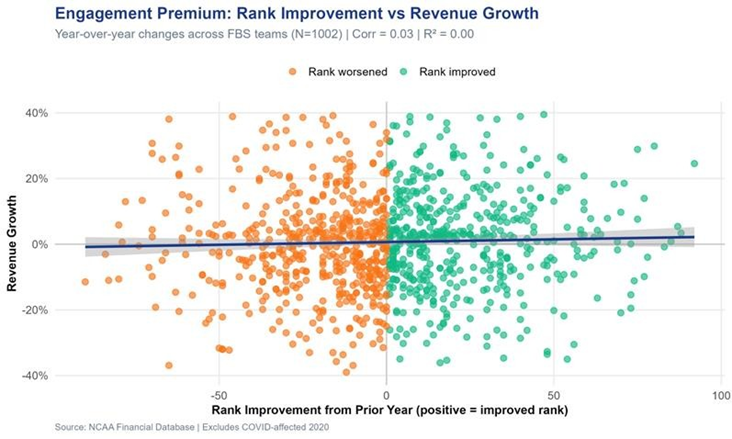 Engagement Premium: Rank Improvement vs Revenue Growth
Year-over-year changes across FBS teams (N=1002) | Corr = 0.03 | R² = 0.00
Rank worsened Rank improved
40%
20%
0%
-20%
-40%
Revenue Growth
-50 0 50 100
Rank Improvement from Prior Year (positive = improved rank)
Source: NCAA Financial Database | Excludes COVID-affected 2020